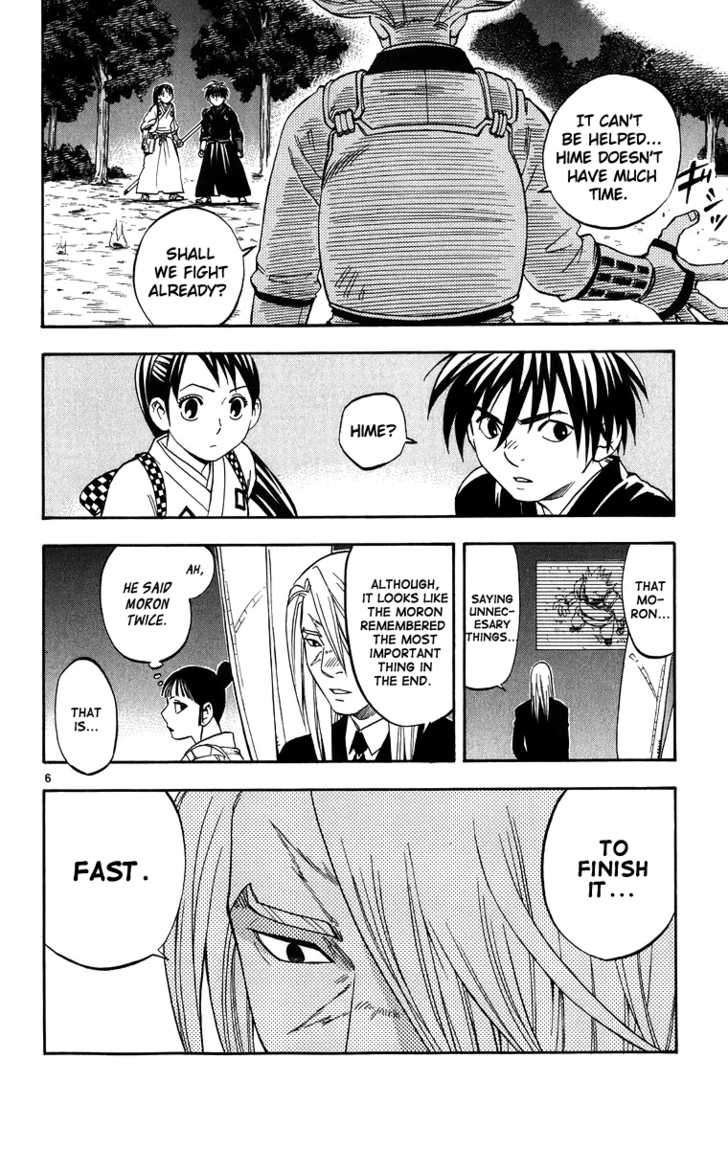 IT CAN'T
BE HELPED...
HIME DOESN'T
HAVE MUCH
TIME.
SHALL
WE FIGHT
ALREADY?
HIME?
THAT
MO-
RON...
SAYING
UNNEC-
ESARY
THINGS...
ALTHOUGH,
IT LOOKS LIKE
THE MORON
REMEMBERED
THE MOST
IMPORTANT
THING IN
THE END.
AH,
HE SAID
MORON
TWICE.
THAT
IS...
6
TO
FINISH
IT...
FAST.